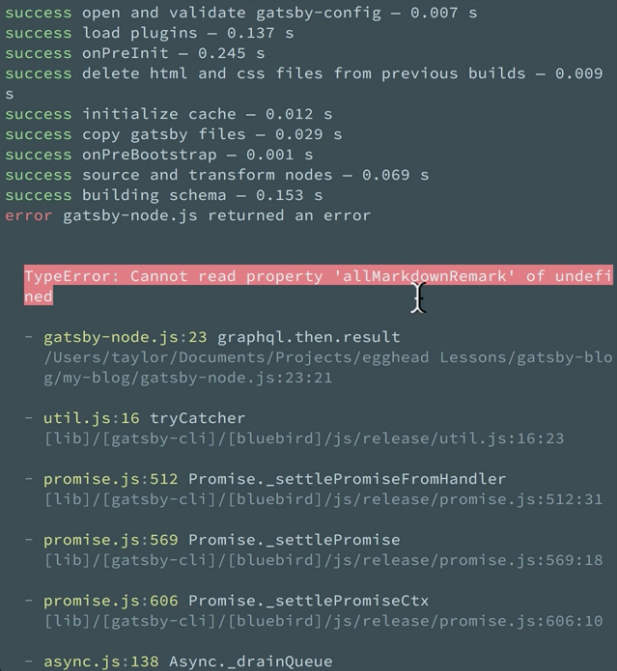 success open and validate gatsby-config — 0.007 s
success load plugins — 0.137 s
success onPreInit — 0.245 s
success delete html and css files from previous builds — 0.009
s
success initialize cache — 0.012 s
success copy gatsby files — 0.029 s
success onPreBootstrap — 0.001 s
success source and transform nodes — 0.069 s
success building schema — 0.153 s
error gatsby-node.js returned an error
TypeError: Cannot read property 'allMarkdownRemark' of undefi
ned
- gatsby-node.js:23 graphql.then.result
/Users/taylor/Documents/Projects/egghead Lessons/gatsby-blo
g/my-blog/gatsby-node.js:23:21
- util.js:16 tryCatcher
[lib]/[gatsby-cli]/[bluebird]/js/release/util.js:16:23
- promise.js:512 Promise._settlePromiseFromHandler
[lib]/[gatsby-cli]/[bluebird]/js/release/promise.js:512:31
- promise.js:569 Promise._settlePromise
[lib]/[gatsby-cli]/[bluebird]/js/release/promise.js:569:18
- promise.js:606 Promise._settlePromiseCtx
[lib]/[gatsby-cli]/[bluebird]/js/release/promise.js:606:10
- async.js:138 Async._drainQueue